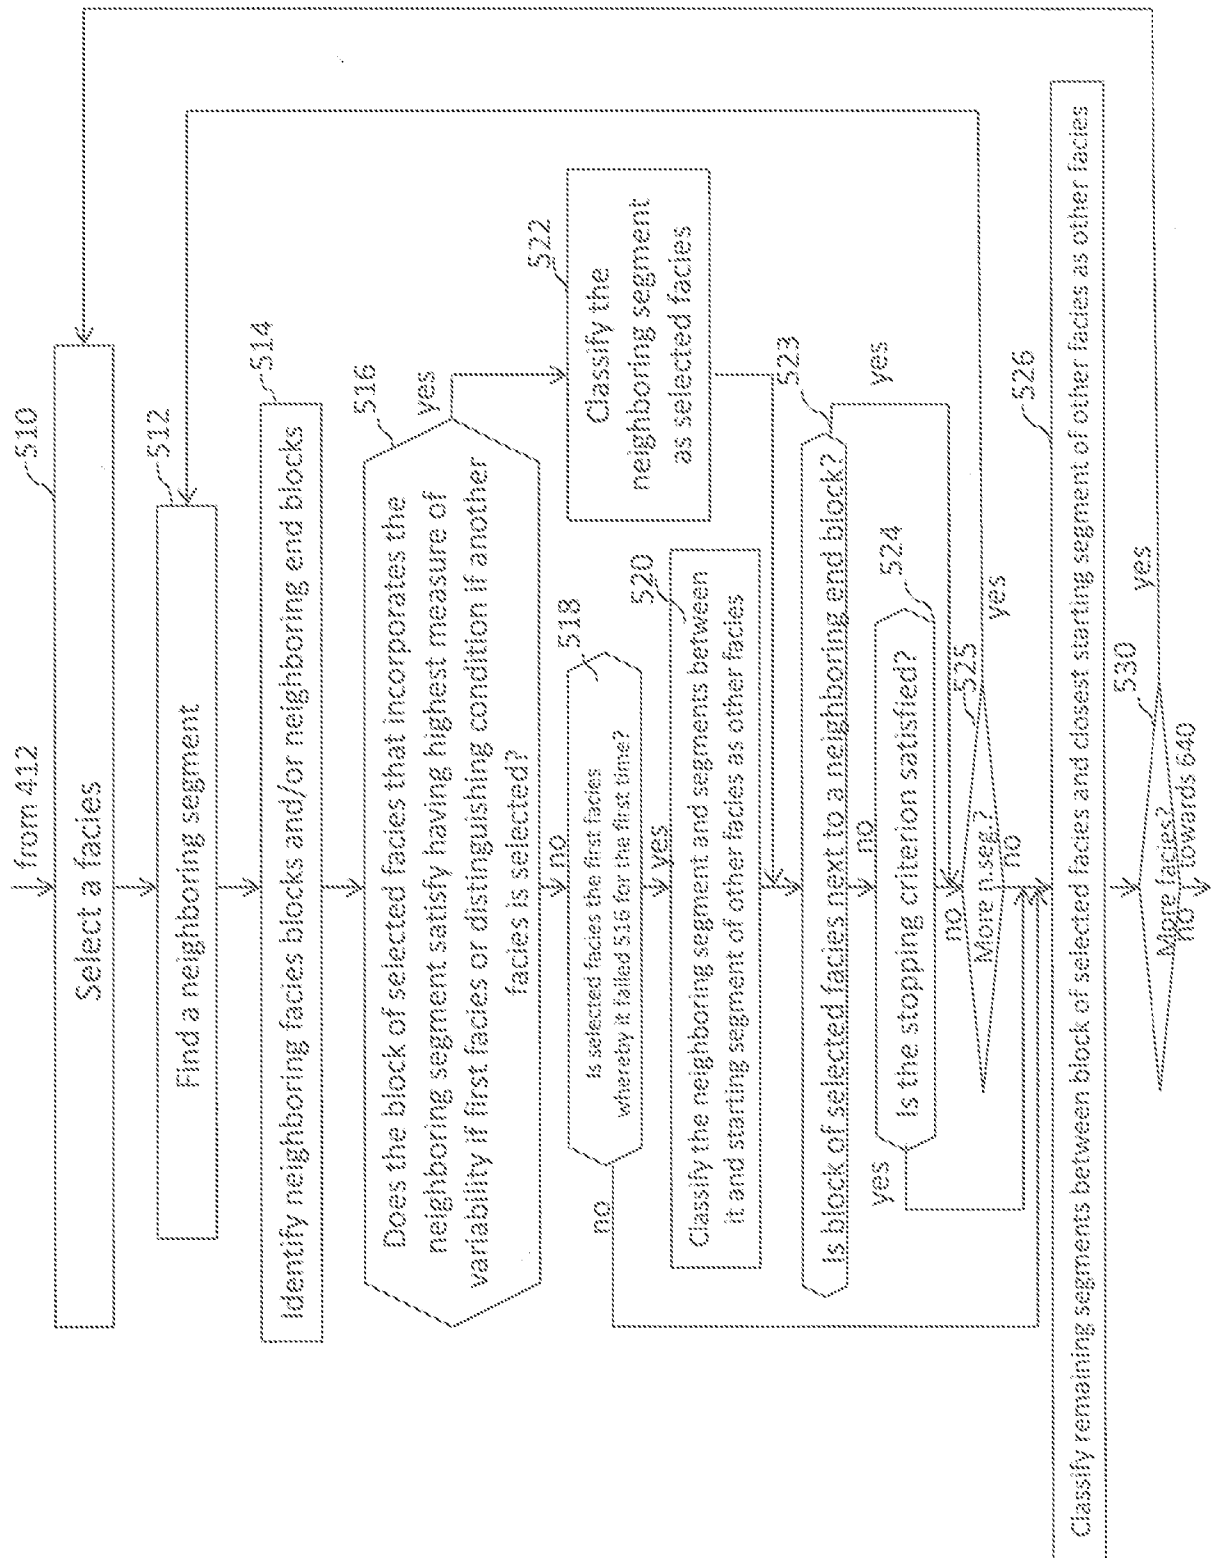 from 412
510
Select a facies
512
Find a neighboring segment
514
Identify neighboring facies blocks and/or neighboring end blocks
516
Does the block of selected facies that incorporates the
neighboring segment satisfy having highest measure of
variability if first facies or distinguishing condition if another
facies is selected?
yes
no
518
Is selected facies the first facies
whereby it failed 516 for the first time?
no
yes
522
Classify the
neighboring segment
as selected facies
520
Classify the neighboring segment and segments between
it and starting segment of other facies as other facies
523
Is block of selected facies next to a neighboring end block?
yes
no
524
Is the stopping criterion satisfied?
yes
no
525
More n.seg.?
yes
no
526
Classify remaining segments between block of selected facies and closest starting segment of other facies as other facies
530
More facies?
yes
no
towards 640